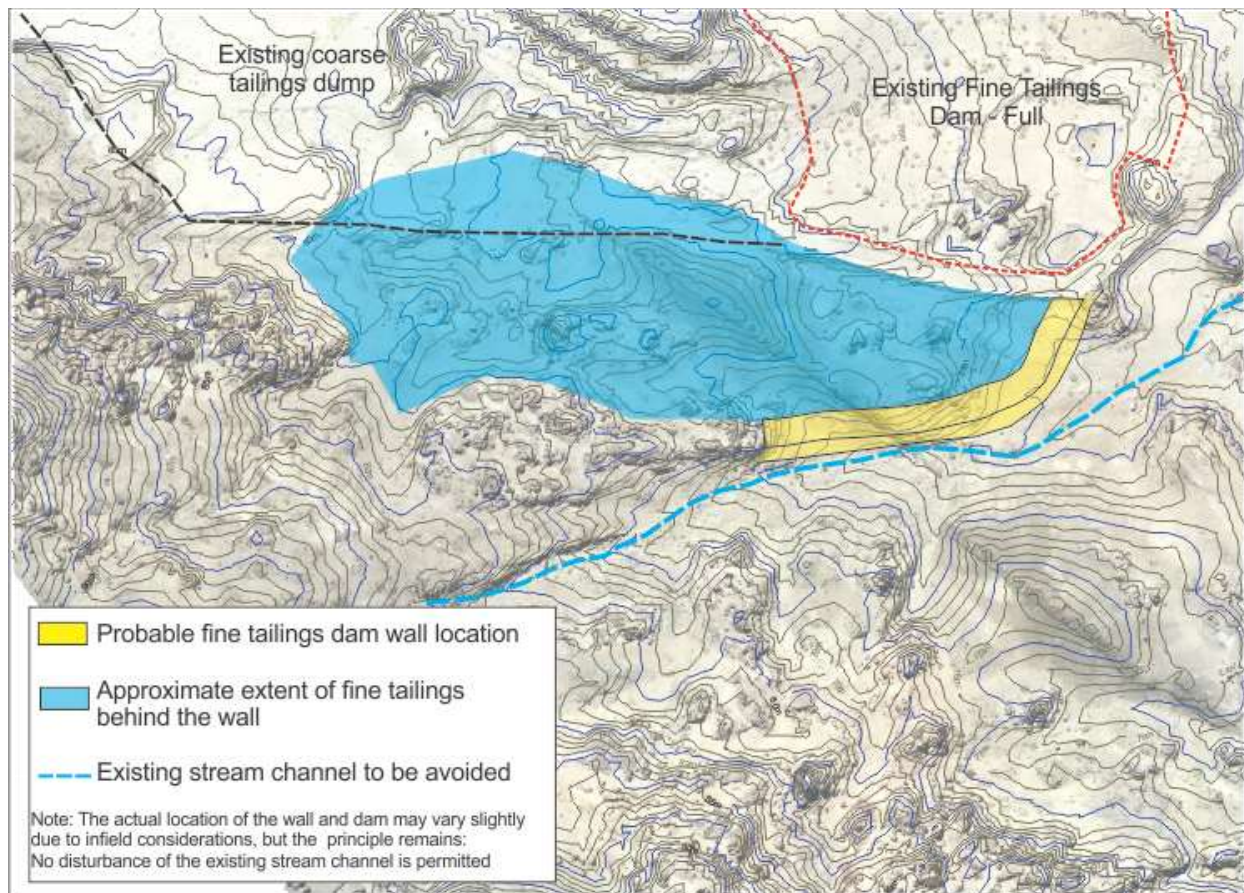 Existing coarse
tailings dump
Existing Fine Tailings
Dam - Full
Probable fine tailings dam wall location
Approximate extent of fine tailings
behind the wall
Existing stream channel to be avoided
Note: The actual location of the wall and dam may vary slightly
due to infield considerations, but the principle remains:
No disturbance of the existing stream channel is permitted